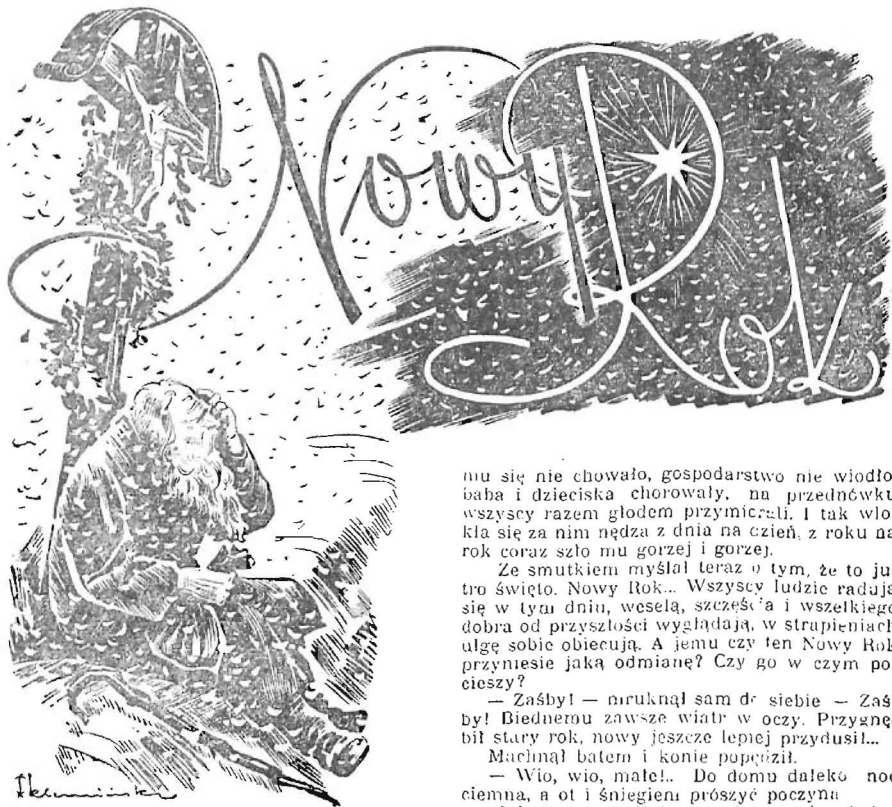 Nowy Rok
mu się nie chowało, gospodarstwo nie wiodło
baba i dzieciska chorowały, na przednówku
wszyscy razem głodem przymierali. I tak wlo-
kła się za nim nędza z dnia na dzień, z roku na
rok coraz szło mu gorzej i gorzej.
Ze smutkiem myślał teraz o tym, że to ju
tro święto. Nowy Rok... Wszyscy ludzie radują
się w tym dniu, weselą, szczęścia i wszelkiego
dobra od przyszłości wyglądają, w strapieniach
ulgę sobie obiecują. A jemu czy ten Nowy Rok
przyniesie jaką odmianę? Czy go w czym po
cieszy?
— Zaśby! — mruknął sam do siebie — Zaś
by! Biednemu zawsze wiatr w oczy. Przygnę
bił stary rok, nowy jeszcze lepiej przydusi!...
Machnął batem i konie popędził.
— Wio, wio, małe!.. Do domu daleko noc
ciemna, a ot i śniegiem prószyć poczyna